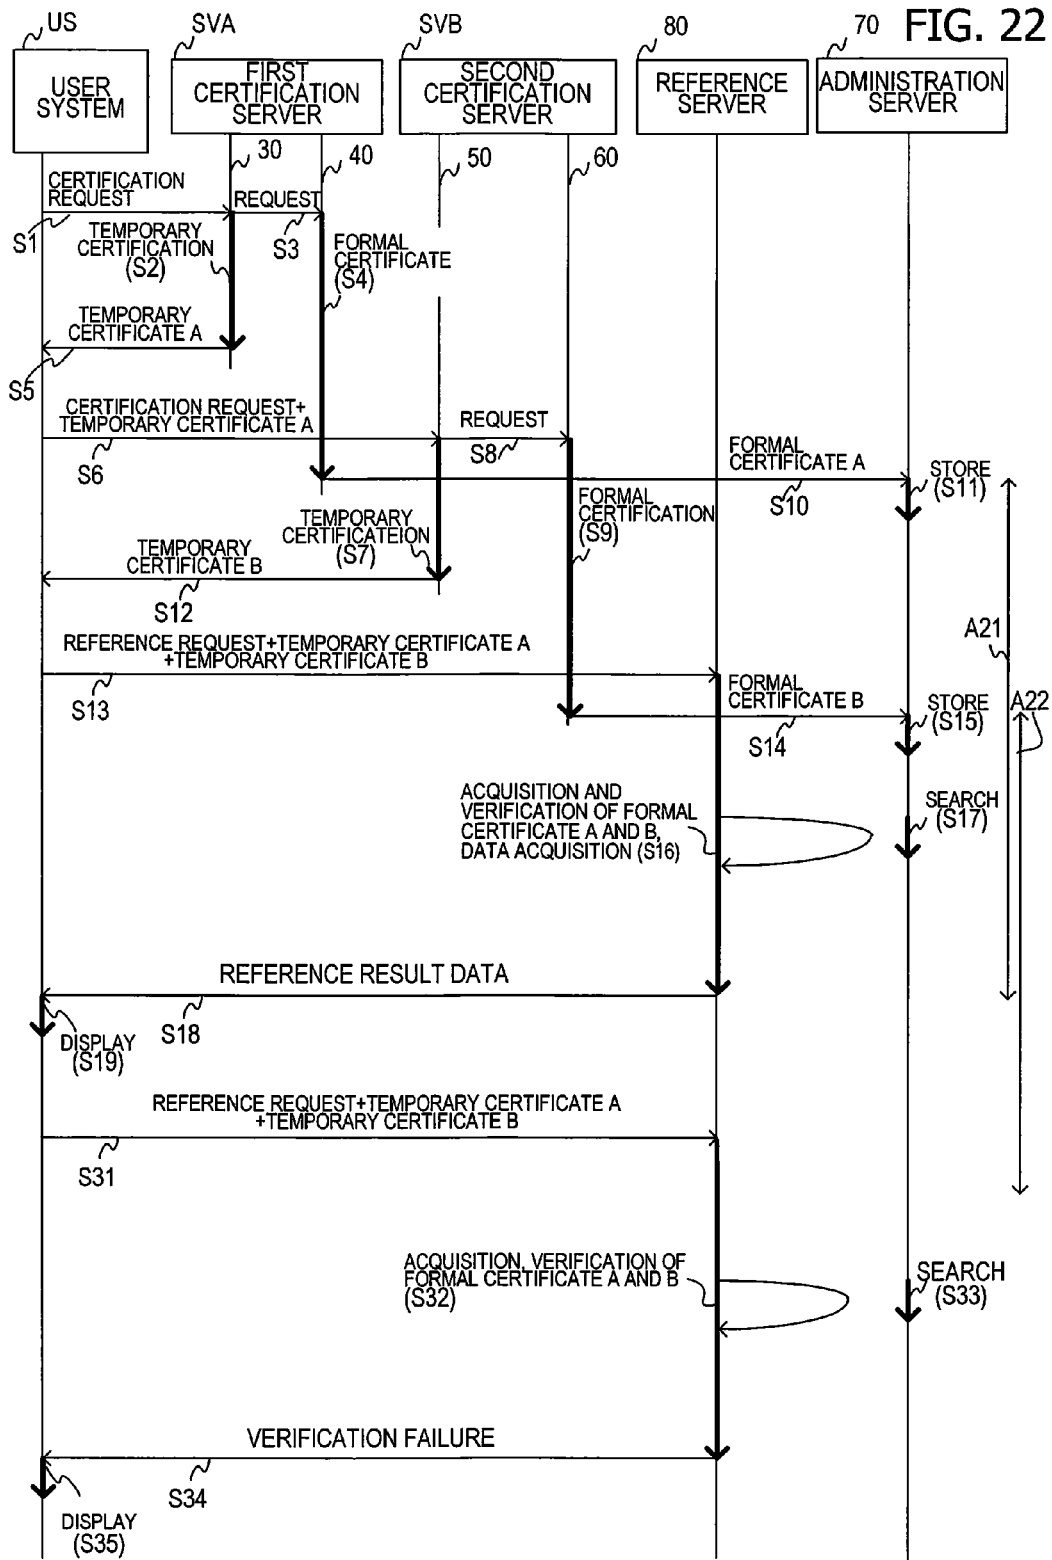 FIG. 22
US
SVA
SVB
80
70
USER
SYSTEM
FIRST
CERTIFICATION
SERVER
SECOND
CERTIFICATION
SERVER
REFERENCE
SERVER
ADMINISTRATION
SERVER
30
40
50
60
CERTIFICATION
REQUEST
S1
REQUEST
S3
TEMPORARY
CERTIFICATION
(S2)
FORMAL
CERTIFICATE
(S4)
TEMPORARY
CERTIFICATE A
S5
CERTIFICATION REQUEST+
TEMPORARY CERTIFICATE A
S6
REQUEST
S8
FORMAL
CERTIFICATE A
S10
STORE
(S11)
FORMAL
CERTIFICATION
(S9)
TEMPORARY
CERTIFICATEION
(S7)
TEMPORARY
CERTIFICATE B
S12
A21
REFERENCE REQUEST+TEMPORARY CERTIFICATE A
+TEMPORARY CERTIFICATE B
S13
FORMAL
CERTIFICATE B
S14
STORE
(S15)
A22
ACQUISITION AND
VERIFICATION OF FORMAL
CERTIFICATE A AND B,
DATA ACQUISITION (S16)
SEARCH
(S17)
REFERENCE RESULT DATA
S18
DISPLAY
(S19)
REFERENCE REQUEST+TEMPORARY CERTIFICATE A
+TEMPORARY CERTIFICATE B
S31
ACQUISITION, VERIFICATION OF
FORMAL CERTIFICATE A AND B
(S32)
SEARCH
(S33)
VERIFICATION FAILURE
S34
DISPLAY
(S35)